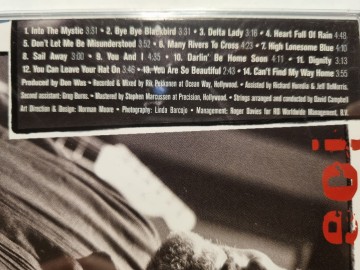 1. Into The Mystic 3:31 • 2. Bye Bye Blackbird 3:31 • 3. Delta Lady 3:18 • 4. Heart Full Of Rain 4:48
5. Don't Let Me Be Misunderstood 3:52 • 6. Many Rivers To Cross 4:23 • 7. High Lonesome Blue 4:10
8. Sail Away 3:00 • 9. You And I 4:35 • 10. Darlin' Be Home Soon 4:11 • 11. Dignity 3:13
12. You Can Leave Your Hat On 3:48 • 13. You Are So Beautiful 2:43 • 14. Can't Find My Way Home 3:55
Produced by Don Was • Recorded & Mixed by Rik Pekkonen at Ocean Way, Hollywood. • Assisted by Richard Huredia & Jeff DeMorris.
Second assistant: Greg Burns. • Mastered by Stephen Marcussen at Precision, Hollywood. • Strings arranged and conducted by David Campbell
Art Direction & Design: Norman Moore • Photography: Linda Barcojo • Management: Roger Davies for RD Worldwide Management, B.V.